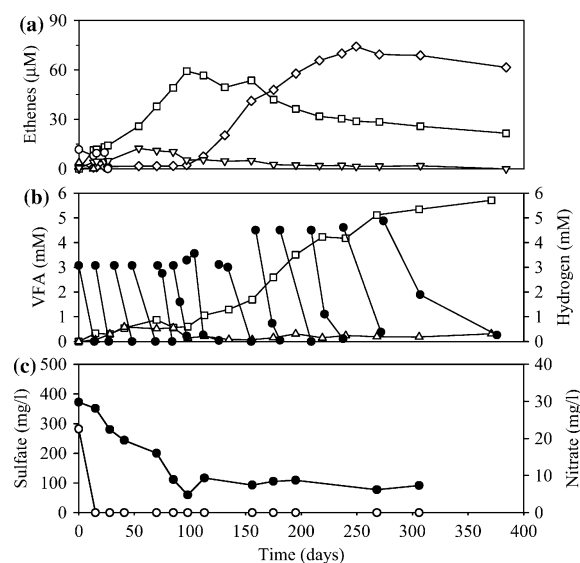 (a)
90
60
30
0
Ethenes (μM)
(b)
6
5
4
3
2
1
0
VFA (mM)
6
5
4
3
2
1
0
Hydrogen (mM)
(c)
500
400
300
200
100
0
Sulfate (mg/l)
40
30
20
10
0
Nitrate (mg/l)
0 50 100 150 200 250 300 350 400
Time (days)